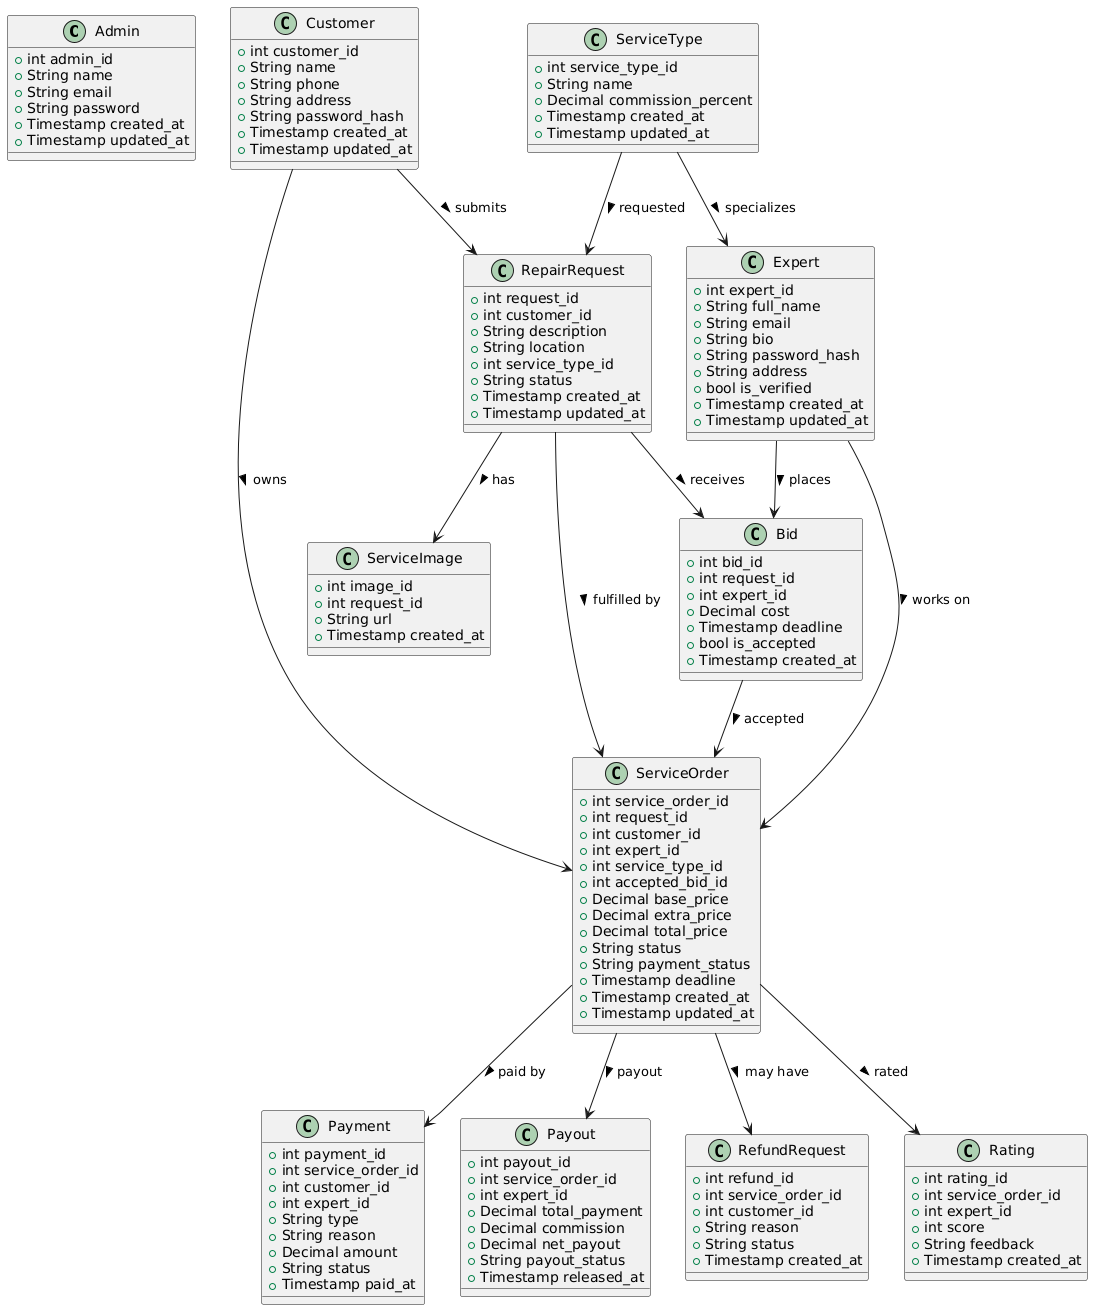 C Admin
int admin_id
String name
String email
String password
Timestamp created_at
Timestamp updated_at
C Customer
int customer_id
String name
String phone
String address
String password_hash
Timestamp created_at
Timestamp updated_at
C ServiceType
int service_type_id
String name
Decimal commission_percent
Timestamp created_at
Timestamp updated_at
submits
requested
specializes
C RepairRequest
int request_id
int customer_id
String description
String location
int service_type_id
String status
Timestamp created_at
Timestamp updated_at
C Expert
int expert_id
String full_name
String email
String bio
String password_hash
String address
bool is_verified
Timestamp created_at
Timestamp updated_at
owns
has
receives
places
C ServiceImage
int image_id
int request_id
String url
Timestamp created_at
fulfilled by
C Bid
int bid_id
int request_id
int expert_id
Decimal cost
Timestamp deadline
bool is_accepted
Timestamp created_at
works on
accepted
C ServiceOrder
int service_order_id
int request_id
int customer_id
int expert_id
int service_type_id
int accepted_bid_id
Decimal base_price
Decimal extra_price
Decimal total_price
String status
String payment_status
Timestamp deadline
Timestamp created_at
Timestamp updated_at
paid by
payout
may have
rated
C Payment
int payment_id
int service_order_id
int customer_id
int expert_id
String type
String reason
Decimal amount
String status
Timestamp paid_at
C Payout
int payout_id
int service_order_id
int expert_id
Decimal total_payment
Decimal commission
Decimal net_payout
String payout_status
Timestamp released_at
C RefundRequest
int refund_id
int service_order_id
int customer_id
String reason
String status
Timestamp created_at
C Rating
int rating_id
int service_order_id
int expert_id
int score
String feedback
Timestamp created_at